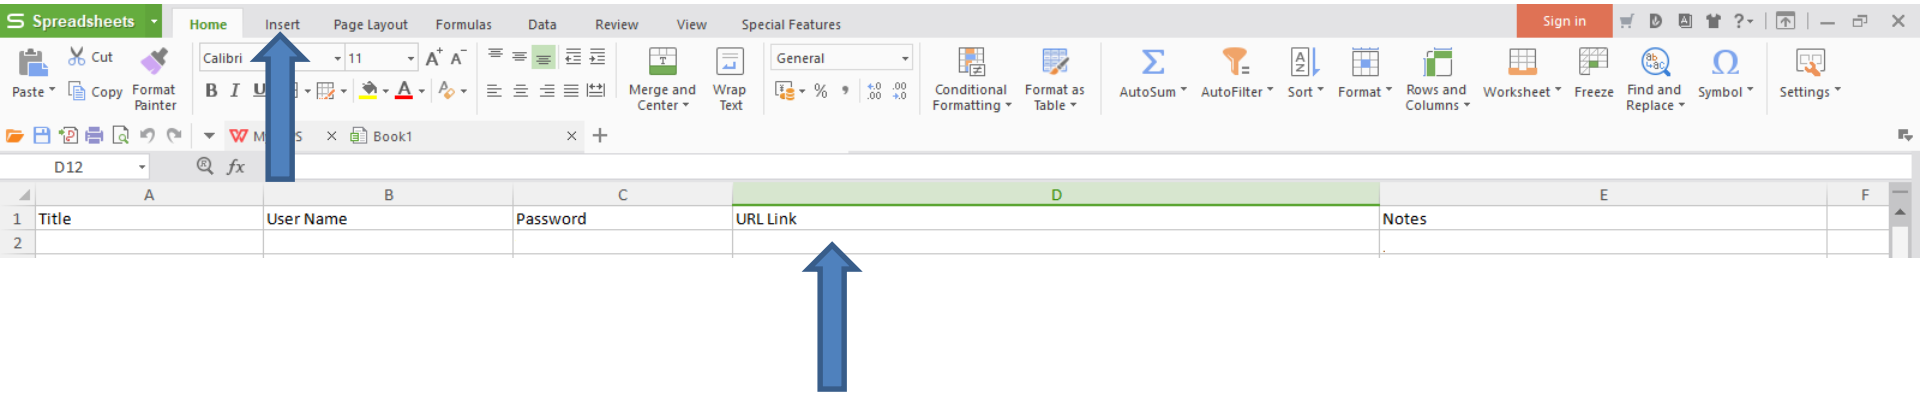 Spreadsheets Home Insert Page Layout Formulas Data Review View Special Features Sign in ?
Cut Calibri 11 A+ A- General
Paste Copy Format Painter B I U A Merge and Center Wrap Text % Conditional Formatting Format as Table AutoSum AutoFilter Sort Format Rows and Columns Worksheet Freeze Find and Replace Symbol Settings
Book1
D12 fx
A B C D E F
1 Title User Name Password URL Link Notes
2